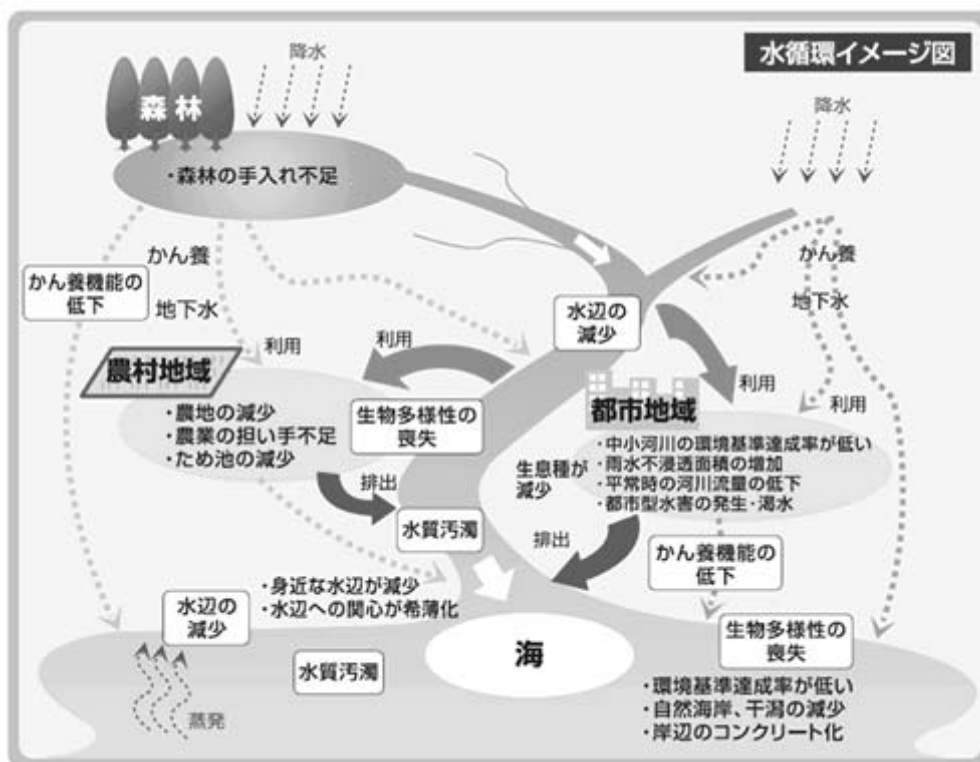 水循環イメージ図
降水
降水
森林
・森林の手入れ不足
かん養
かん養機能の
低下
地下水
かん養
地下水
水辺の
減少
利用
利用
利用
利用
農村地域
・農地の減少
・農業の担い手不足
・ため池の減少
生物多様性の
喪失
都市地域
・中小河川の環境基準達成率が低い
・雨水不浸透面積の増加
・平常時の河川流量の低下
・都市型水害の発生・渇水
生息種が
減少
排出
水質汚濁
排出
かん養機能の
低下
・身近な水辺が減少
・水辺への関心が希薄化
水辺の
減少
海
水質汚濁
蒸発
生物多様性の
喪失
・環境基準達成率が低い
・自然海岸、干潟の減少
・岸辺のコンクリート化